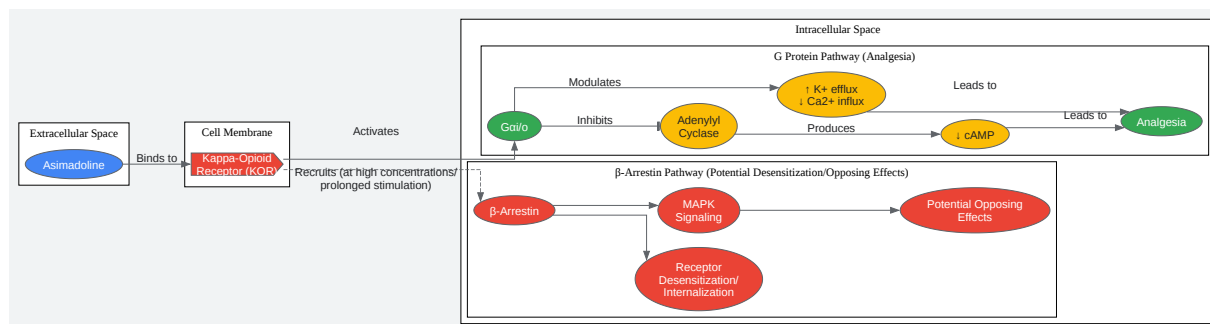 Intracellular Space
G Protein Pathway (Analgesia)
Modulates
↑ K+ efflux
↓ Ca2+ influx
Leads to
Extracellular Space
Asimadoline
Binds to
Cell Membrane
Kappa-Opioid
Receptor (KOR)
Activates
Gαi/o
Inhibits
Adenylyl
Cyclase
Produces
↓ cAMP
Leads to
Analgesia
Recruits (at high concentrations/
prolonged stimulation)
β-Arrestin Pathway (Potential Desensitization/Opposing Effects)
β-Arrestin
MAPK
Signaling
Potential Opposing
Effects
Receptor
Desensitization/
Internalization